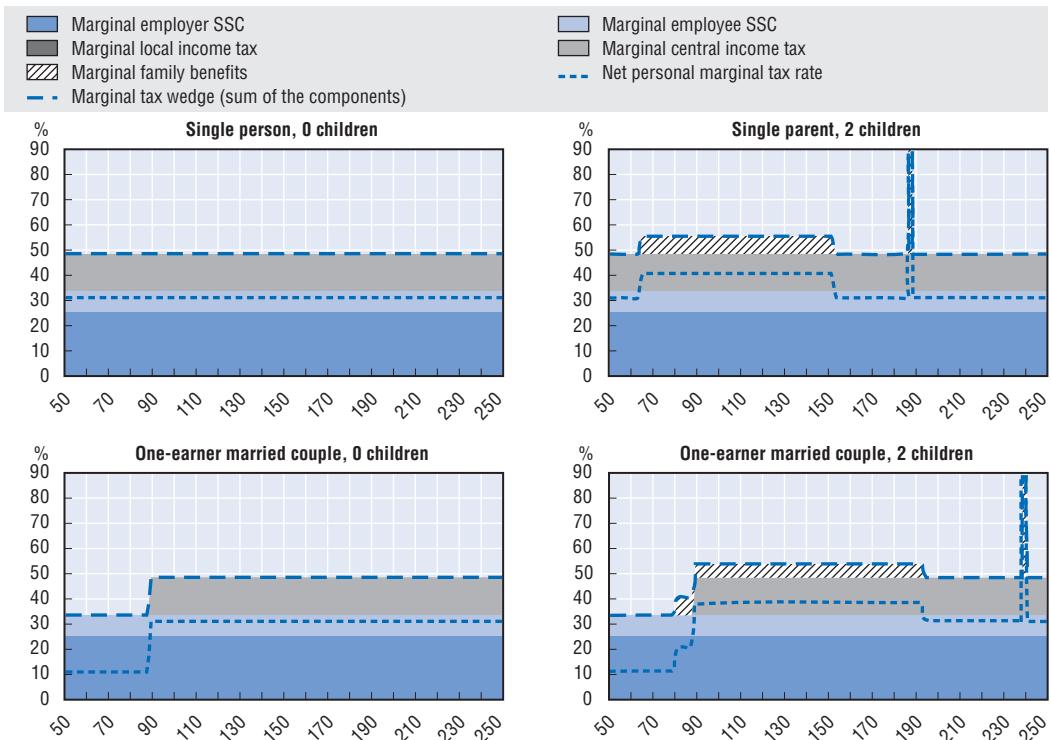 Marginal employer SSC
Marginal employee SSC
Marginal local income tax
Marginal central income tax
Marginal family benefits
Net personal marginal tax rate
Marginal tax wedge (sum of the components)
% Single person, 0 children
90
80
70
60
50
40
30
20
10
0
50 70 90 110 130 150 170 190 210 230 250
% Single parent, 2 children
90
80
70
60
50
40
30
20
10
0
50 70 90 110 130 150 170 190 210 230 250
% One-earner married couple, 0 children
90
80
70
60
50
40
30
20
10
0
50 70 90 110 130 150 170 190 210 230 250
% One-earner married couple, 2 children
90
80
70
60
50
40
30
20
10
0
50 70 90 110 130 150 170 190 210 230 250